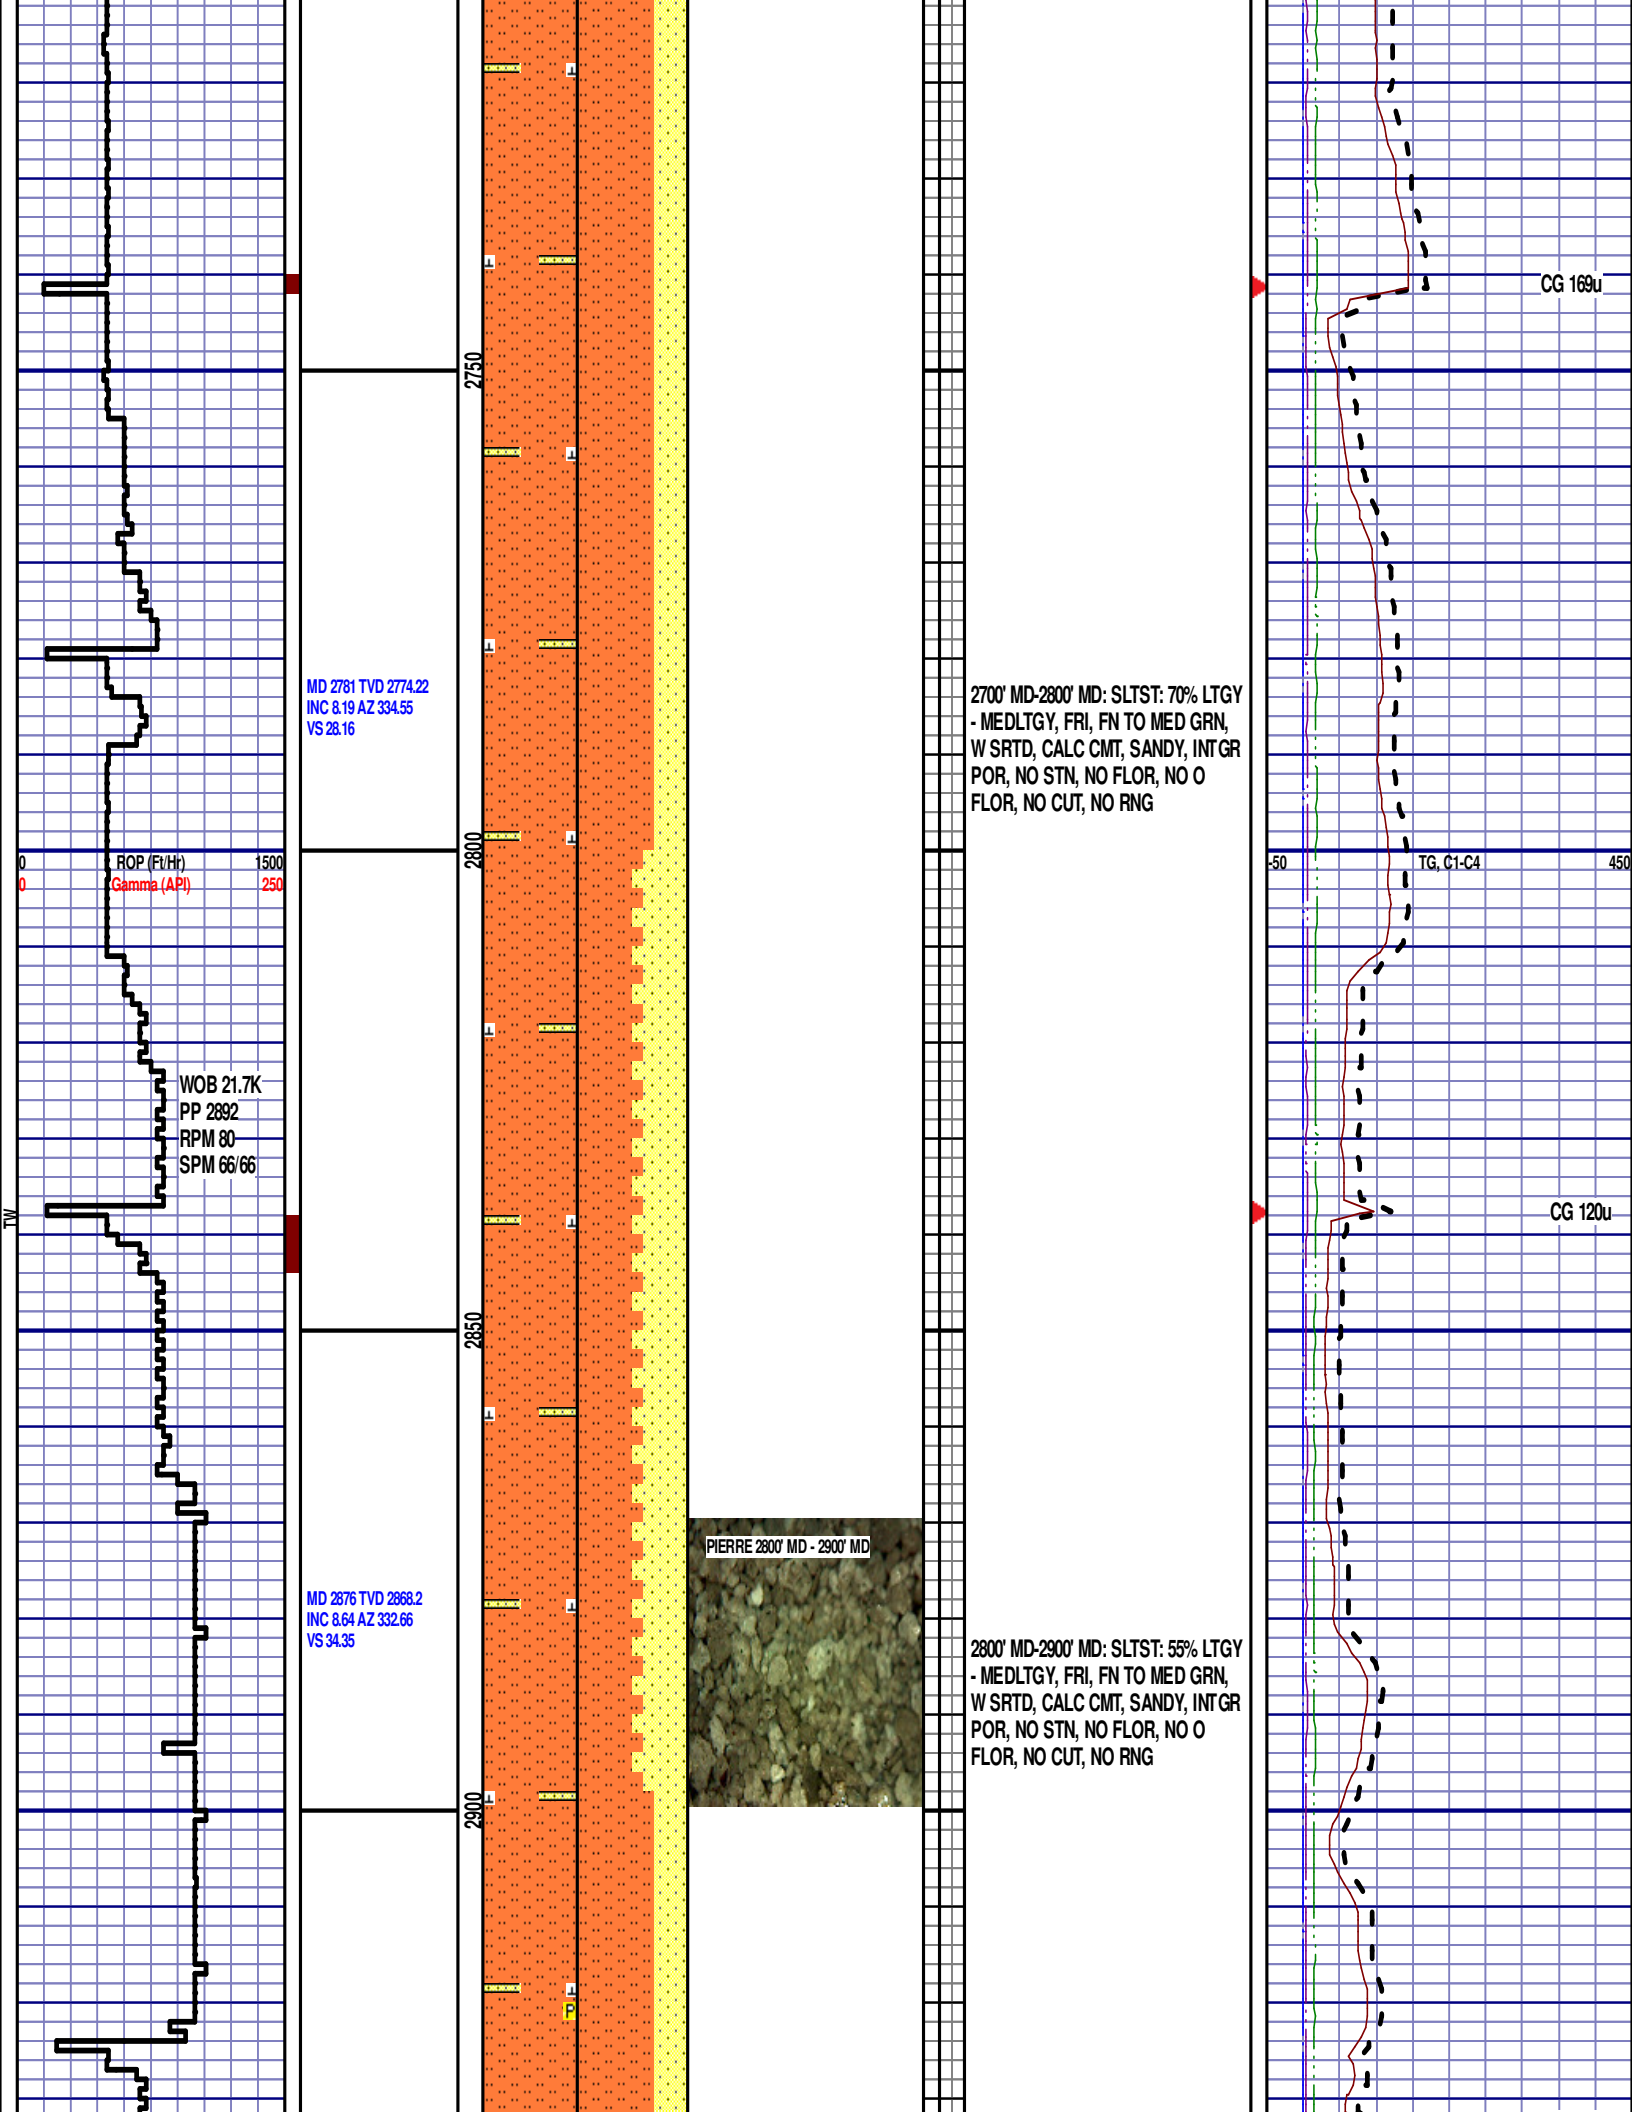 CG 169u
2750
MD 2781 TVD 2774.22
INC 8.19 AZ 334.55
VS 28.16
2700' MD-2800' MD: SLTST: 70% LTGY
- MEDLTGY, FRI, FN TO MED GRN,
W SRTD, CALC CMT, SANDY, INTGR
POR, NO STN, NO FLOR, NO O
FLOR, NO CUT, NO RNG
2800
0 ROP (Ft/Hr) 1500
0 Gamma (API) 250
-50 TG, C1-C4 450
WOB 21.7K
PP 2892
RPM 80
SPM 66/66
TW
CG 120u
2850
PIERRE 2800' MD - 2900' MD
MD 2876 TVD 2868.2
INC 8.64 AZ 332.66
VS 34.35
2800' MD-2900' MD: SLTST: 55% LTGY
- MEDLTGY, FRI, FN TO MED GRN,
W SRTD, CALC CMT, SANDY, INTGR
POR, NO STN, NO FLOR, NO O
FLOR, NO CUT, NO RNG
2900
P